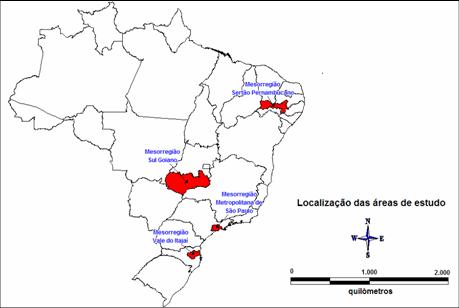 Mesorregião
Sertão Pernambucano
Mesorregião
Sul Goiano
Mesorregião
Metropolitana de
São Paulo
Mesorregião
Vale do Itajaí
Localização das áreas de estudo
N
W E
S
0 1.000 2.000
quilômetros